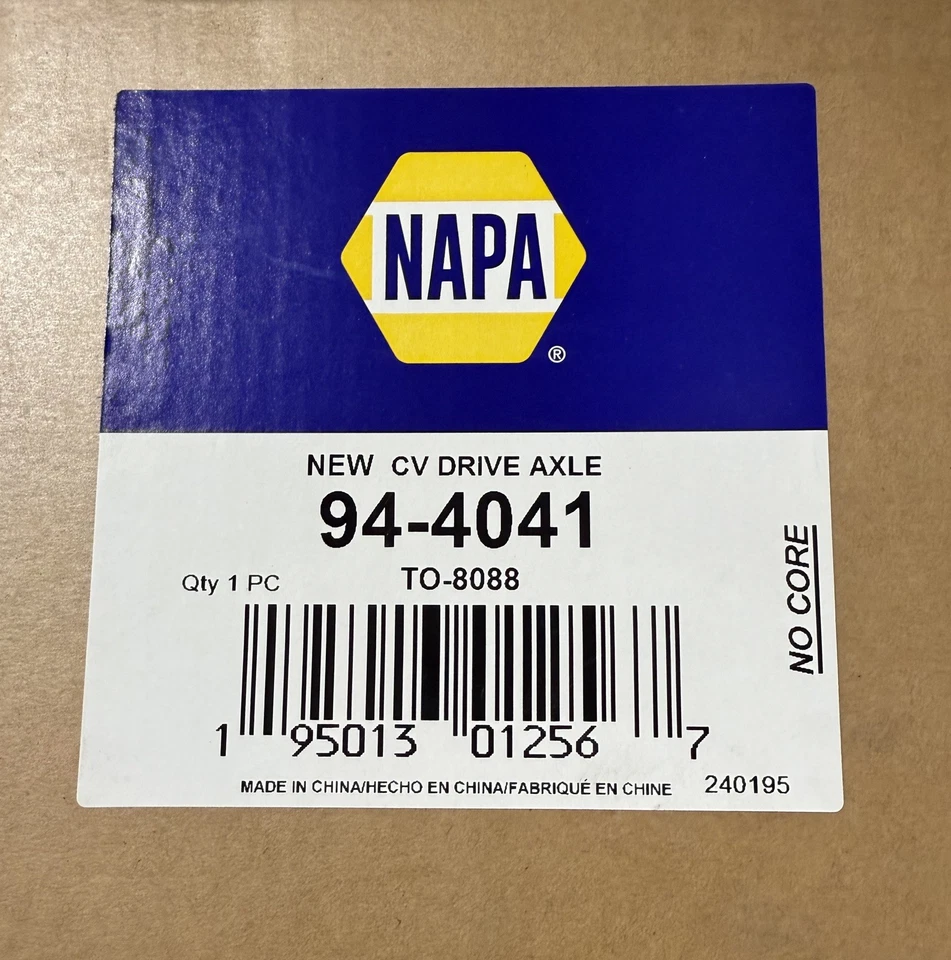 NAPA
®
NEW CV DRIVE AXLE
94-4041
TO-8088
Qty 1 PC
NO CORE
1 95013 01256 7
MADE IN CHINA/HECHO EN CHINA/FABRIQUÉ EN CHINE
240195